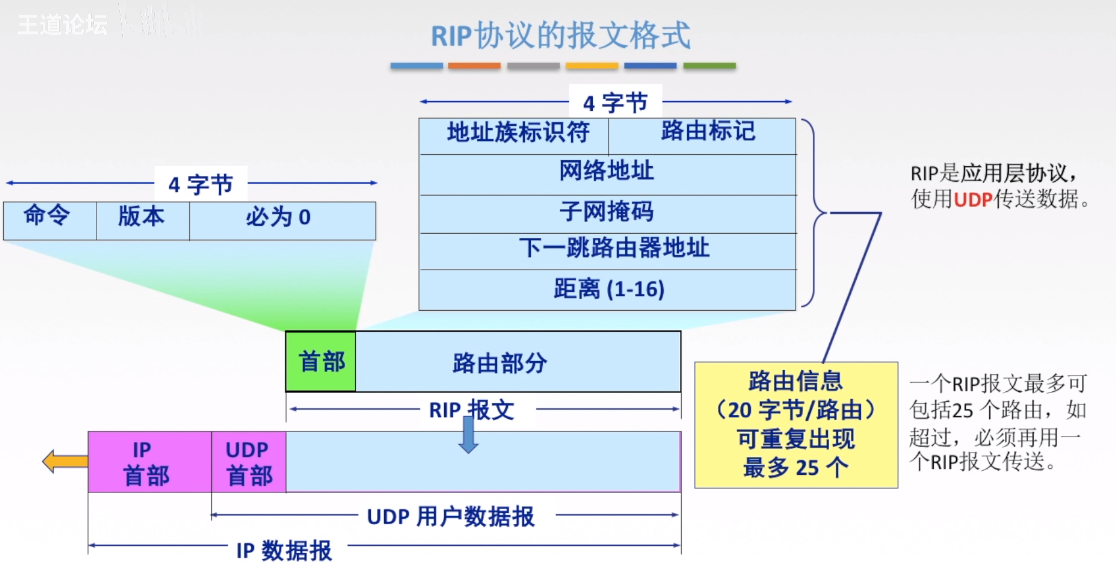 王道论坛
RIP协议的报文格式
4 字节
地址族标识符 路由标记
网络地址
子网掩码
下一跳路由器地址
距离 (1-16)
4 字节
命令 版本 必为 0
RIP是应用层协议，
使用UDP传送数据。
首部 路由部分
RIP 报文
路由信息
（20 字节/路由）
可重复出现
最多 25 个
一个RIP报文最多可
包括25 个路由，如
超过，必须再用一
个RIP报文传送。
IP
首部
UDP
首部
UDP 用户数据报
IP 数据报